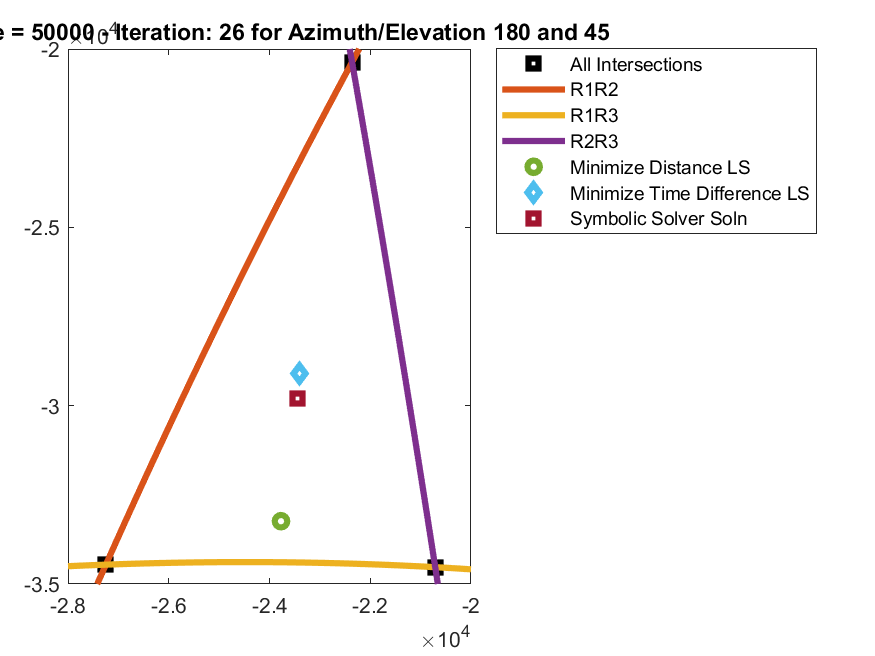 e = 50000 - Iteration: 26 for Azimuth/Elevation 180 and 45
×10⁴
-2
-2.5
-3
-3.5
-2.8 -2.6 -2.4 -2.2 -2
×10⁴
All Intersections
R1R2
R1R3
R2R3
Minimize Distance LS
Minimize Time Difference LS
Symbolic Solver Soln